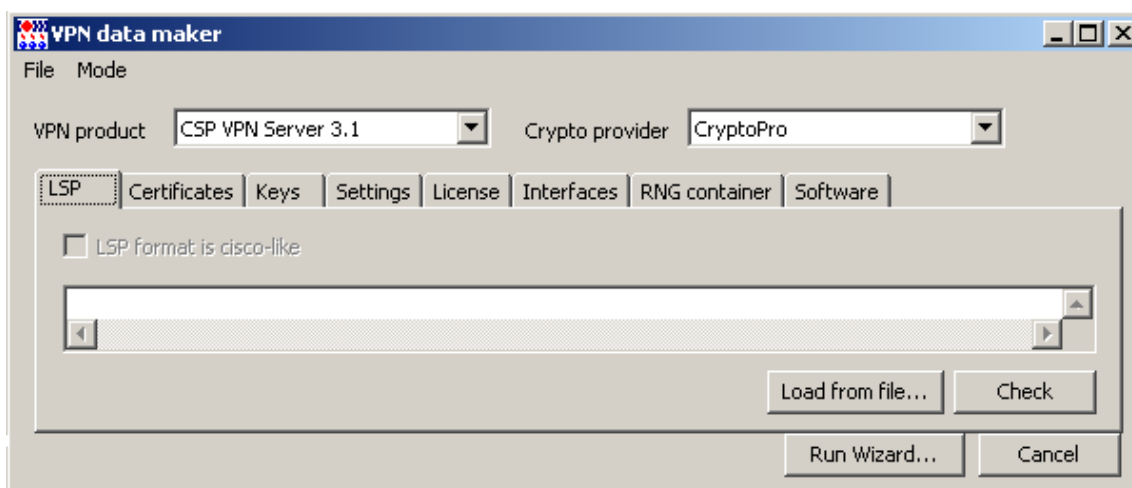 VPN data maker
File Mode
VPN product CSP VPN Server 3.1 Crypto provider CryptoPro
LSP Certificates Keys Settings License Interfaces RNG container Software
LSP format is cisco-like
Load from file... Check
Run Wizard... Cancel